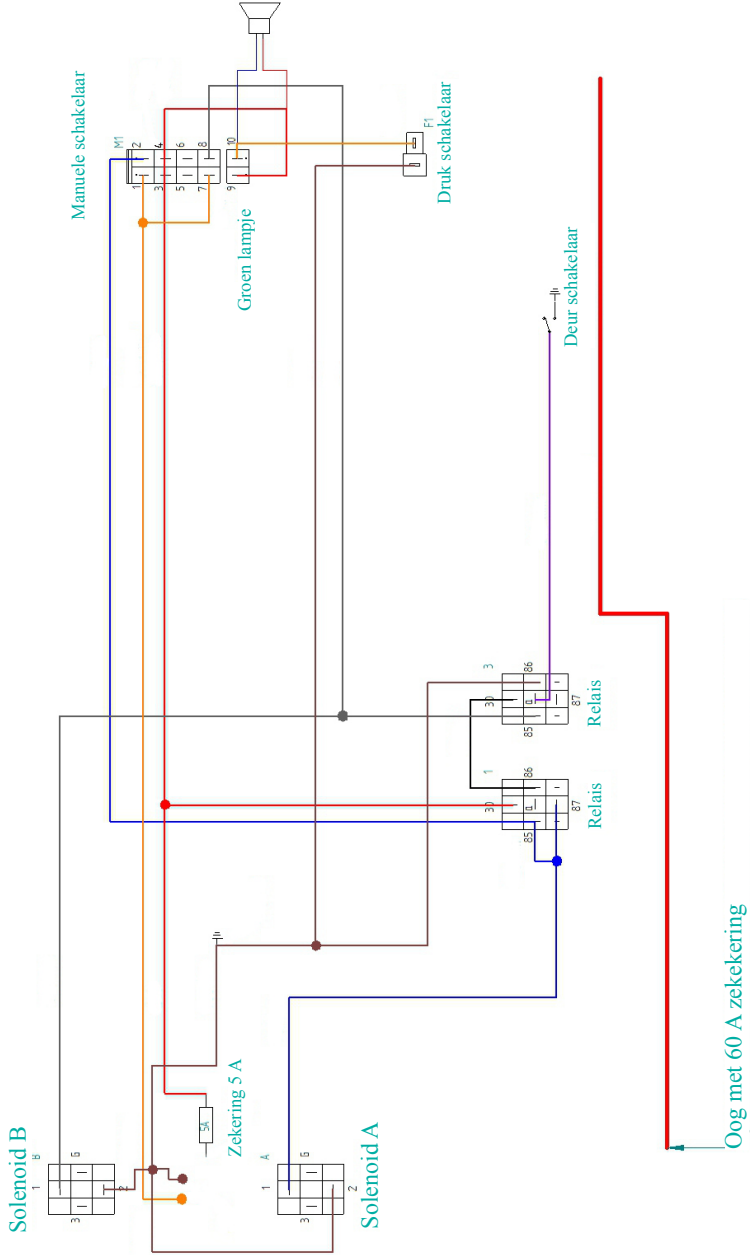 Manuele schakelaar
M1
1
2
3
4
5
6
7
8
9
10
Groen lampje
F1
Druk schakelaar
Deur schakelaar
3
30
86
85
87
Relais
1
30
86
85
87
Relais
Solenoid B
B
1
G
3
2
5A
Zekering 5 A
Solenoid A
A
1
G
3
2
Oog met 60 A zekekering